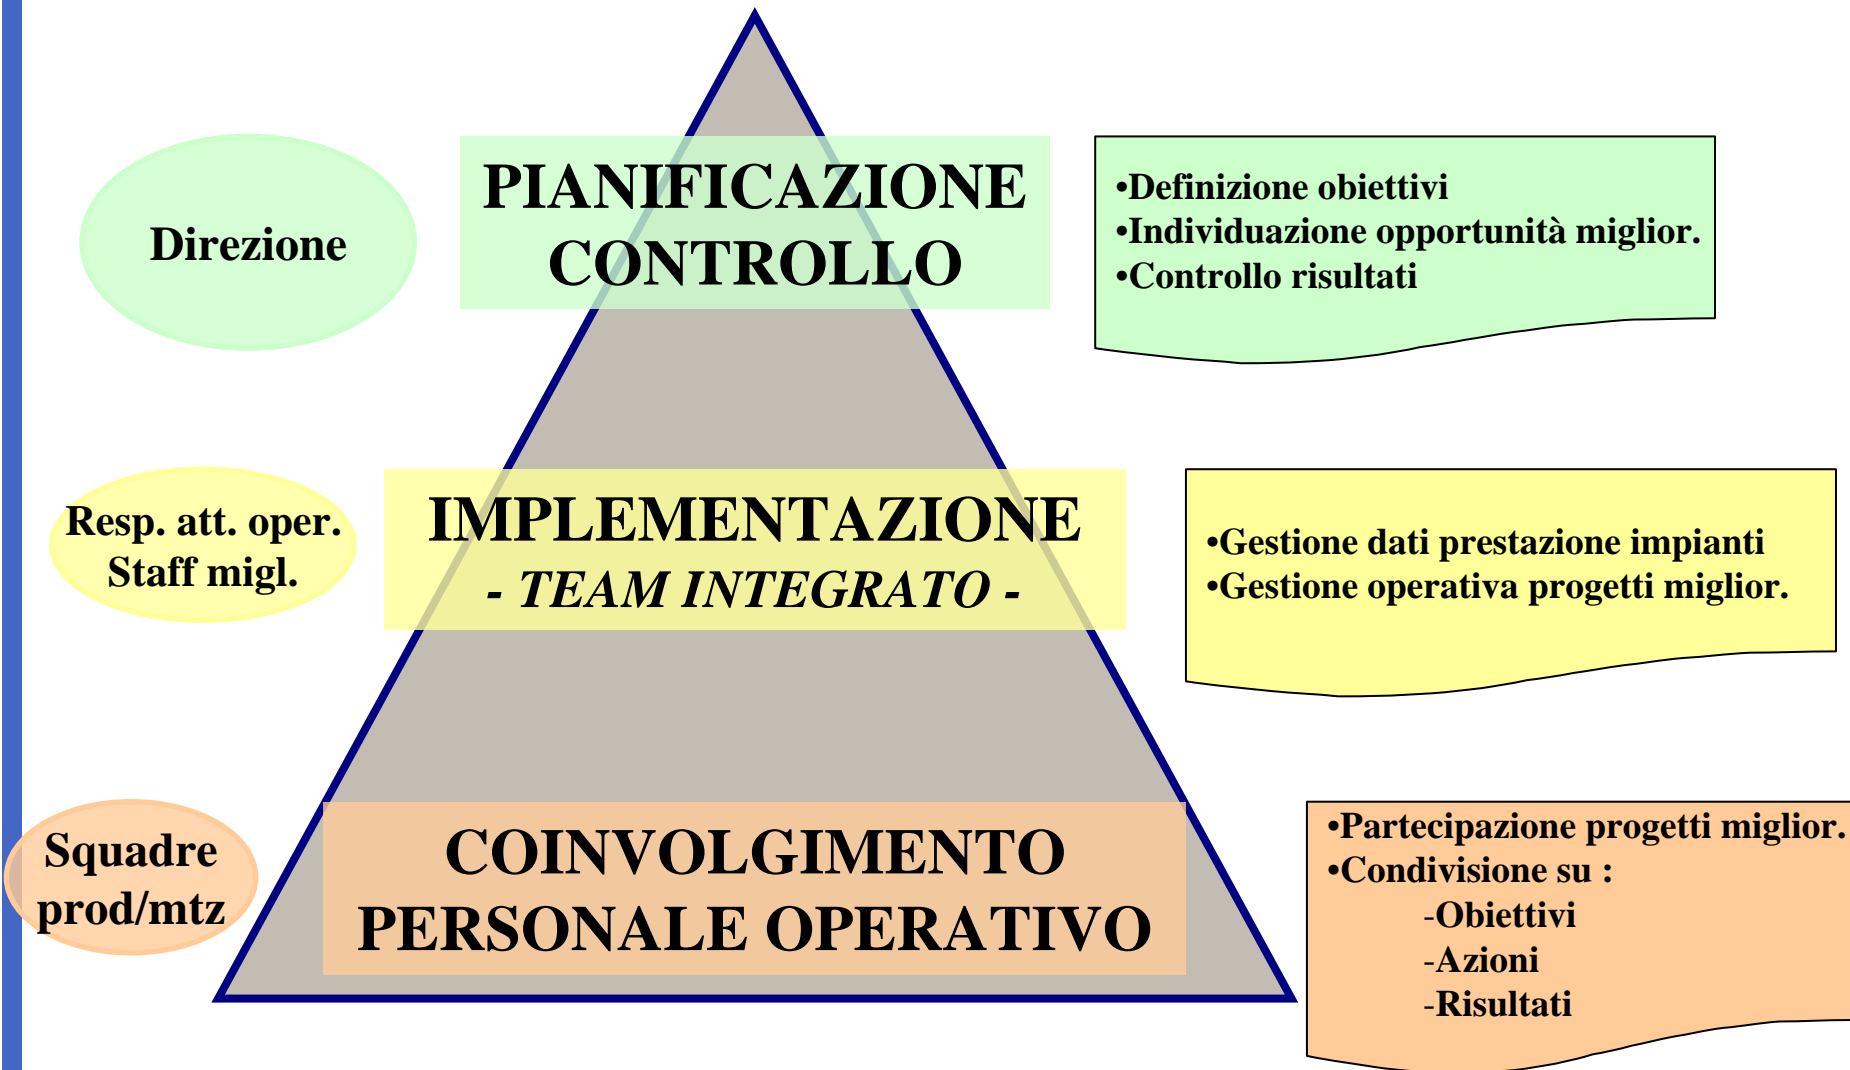 Direzione
PIANIFICAZIONE
CONTROLLO
•Definizione obiettivi
•Individuazione opportunità miglior.
•Controllo risultati
Resp. att. oper.
Staff migl.
IMPLEMENTAZIONE
- TEAM INTEGRATO -
•Gestione dati prestazione impianti
•Gestione operativa progetti miglior.
Squadre
prod/mtz
COINVOLGIMENTO
PERSONALE OPERATIVO
•Partecipazione progetti miglior.
•Condivisione su :
-Obiettivi
-Azioni
-Risultati